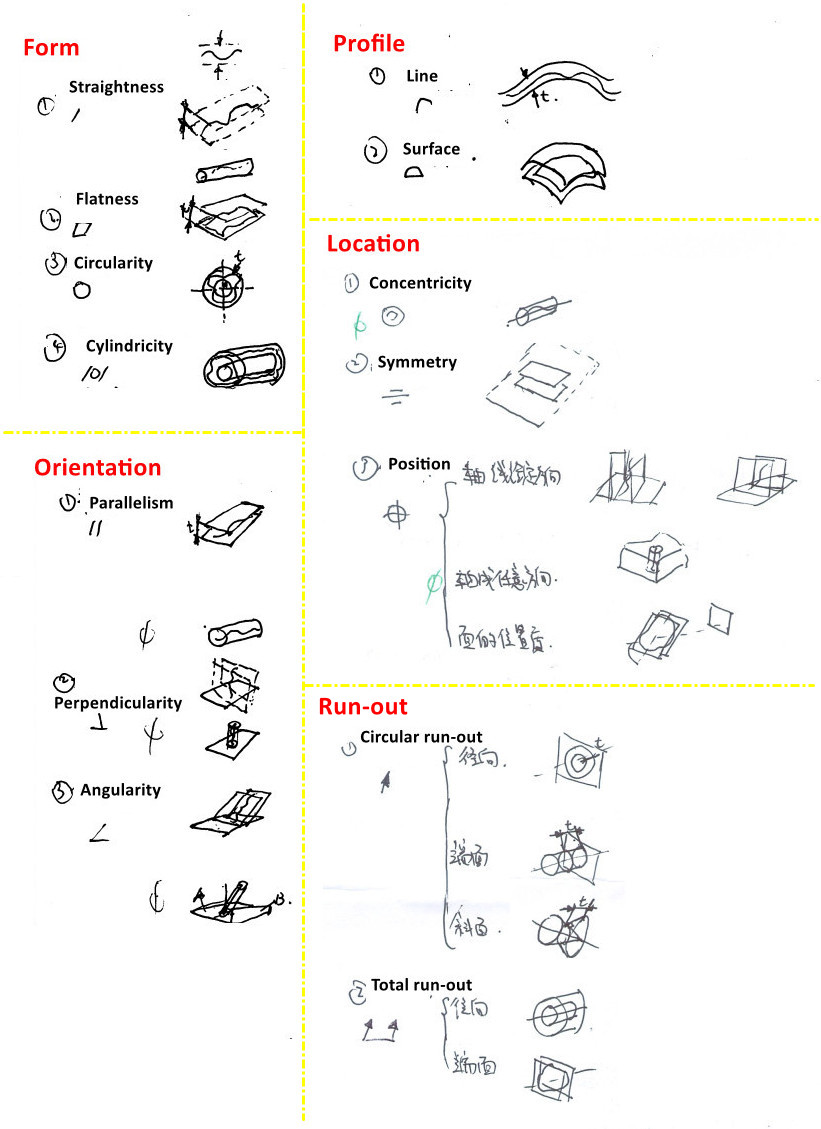 Form
① Straightness
② Flatness
③ Circularity
t
④ Cylindricity
Orientation
① Parallelism
t
② Perpendicularity
③ Angularity
A
B.
Profile
① Line
t.
② Surface
Location
① Concentricity
② Symmetry
③ Position
轴线给定方向
轴线任意方向.
面的位置度.
Run-out
① Circular run-out
径向.
t
端面
t
斜面.
t
② Total run-out
径向
端面